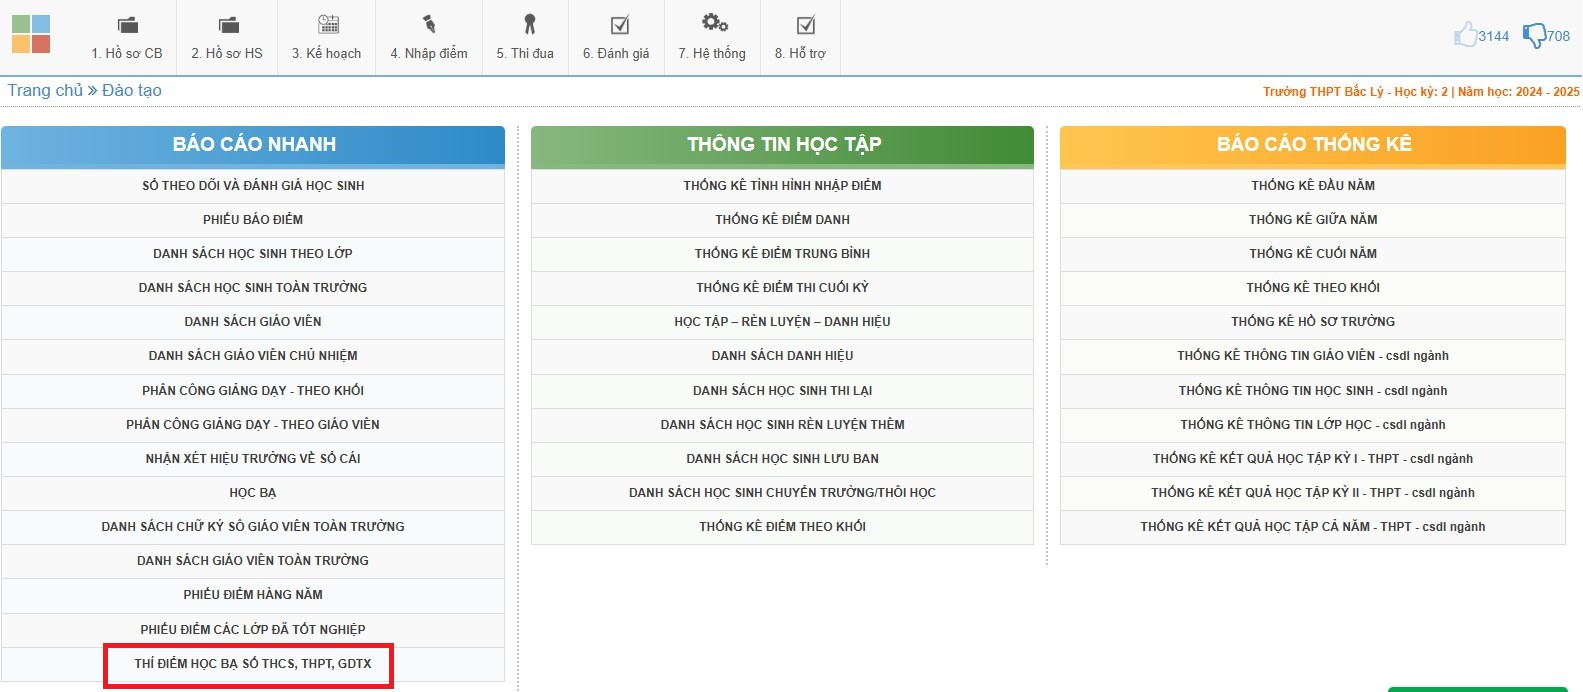 1. Hồ sơ CB
2. Hồ sơ HS
3. Kế hoạch
4. Nhập điểm
5. Thi đua
6. Đánh giá
7. Hệ thống
8. Hỗ trợ
3144
708
Trang chủ » Đào tạo
Trường THPT Bắc Lý - Học kỳ: 2 | Năm học: 2024 - 2025
BÁO CÁO NHANH
SỔ THEO DÕI VÀ ĐÁNH GIÁ HỌC SINH
PHIẾU BÁO ĐIỂM
DANH SÁCH HỌC SINH THEO LỚP
DANH SÁCH HỌC SINH TOÀN TRƯỜNG
DANH SÁCH GIÁO VIÊN
DANH SÁCH GIÁO VIÊN CHỦ NHIỆM
PHÂN CÔNG GIẢNG DẠY - THEO KHỐI
PHÂN CÔNG GIẢNG DẠY - THEO GIÁO VIÊN
NHẬN XÉT HIỆU TRƯỞNG VỀ SỔ CÁI
HỌC BẠ
DANH SÁCH CHỮ KÝ SỐ GIÁO VIÊN TOÀN TRƯỜNG
DANH SÁCH GIÁO VIÊN TOÀN TRƯỜNG
PHIẾU ĐIỂM HÀNG NĂM
PHIẾU ĐIỂM CÁC LỚP ĐÃ TỐT NGHIỆP
THÍ ĐIỂM HỌC BẠ SỐ THCS, THPT, GDTX
THÔNG TIN HỌC TẬP
THỐNG KÊ TÌNH HÌNH NHẬP ĐIỂM
THỐNG KÊ ĐIỂM DANH
THỐNG KÊ ĐIỂM TRUNG BÌNH
THỐNG KÊ ĐIỂM THI CUỐI KỲ
HỌC TẬP – RÈN LUYỆN – DANH HIỆU
DANH SÁCH DANH HIỆU
DANH SÁCH HỌC SINH THI LẠI
DANH SÁCH HỌC SINH RÈN LUYỆN THÊM
DANH SÁCH HỌC SINH LƯU BAN
DANH SÁCH HỌC SINH CHUYỂN TRƯỜNG/THÔI HỌC
THỐNG KÊ ĐIỂM THEO KHỐI
BÁO CÁO THỐNG KÊ
THỐNG KÊ ĐẦU NĂM
THỐNG KÊ GIỮA NĂM
THỐNG KÊ CUỐI NĂM
THỐNG KÊ THEO KHỐI
THỐNG KÊ HỒ SƠ TRƯỜNG
THỐNG KÊ THÔNG TIN GIÁO VIÊN - csdl ngành
THỐNG KÊ THÔNG TIN HỌC SINH - csdl ngành
THỐNG KÊ THÔNG TIN LỚP HỌC - csdl ngành
THỐNG KÊ KẾT QUẢ HỌC TẬP KỲ I - THPT - csdl ngành
THỐNG KÊ KẾT QUẢ HỌC TẬP KỲ II - THPT - csdl ngành
THỐNG KÊ KẾT QUẢ HỌC TẬP CẢ NĂM - THPT - csdl ngành